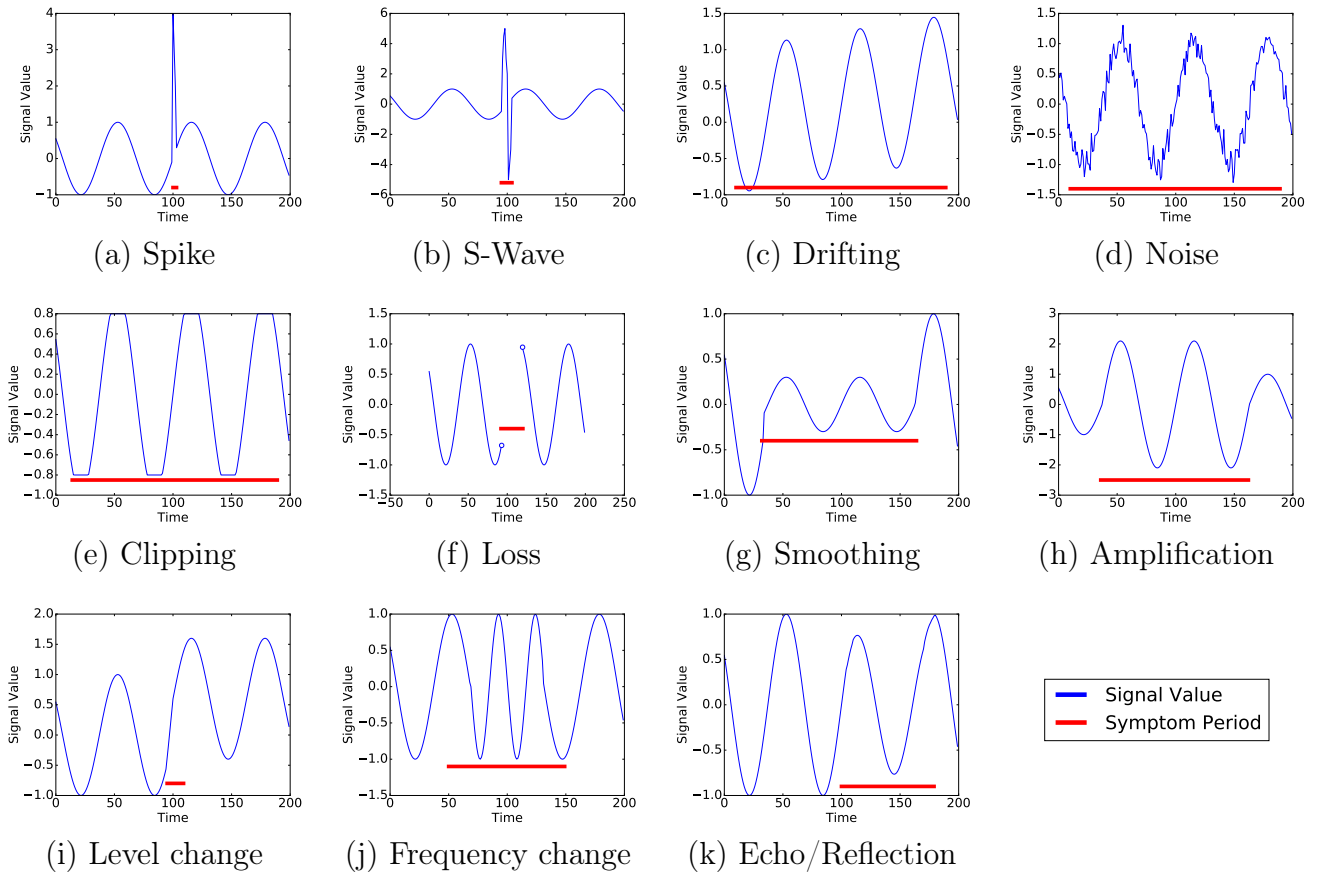 4
3
2
1
0
−1
0 50 100 150 200
Time
Signal Value
(a) Spike
6
4
2
0
−2
−4
−6
0 50 100 150 200
Time
Signal Value
(b) S-Wave
1.5
1.0
0.5
0.0
−0.5
−1.0
0 50 100 150 200
Time
Signal Value
(c) Drifting
1.5
1.0
0.5
0.0
−0.5
−1.0
−1.5
0 50 100 150 200
Time
Signal Value
(d) Noise
0.8
0.6
0.4
0.2
0.0
−0.2
−0.4
−0.6
−0.8
−1.0
0 50 100 150 200
Time
Signal Value
(e) Clipping
1.5
1.0
0.5
0.0
−0.5
−1.0
−1.5
−50 0 50 100 150 200 250
Time
Signal Value
(f) Loss
1.0
0.5
0.0
−0.5
−1.0
0 50 100 150 200
Time
Signal Value
(g) Smoothing
3
2
1
0
−1
−2
−3
0 50 100 150 200
Time
Signal Value
(h) Amplification
2.0
1.5
1.0
0.5
0.0
−0.5
−1.0
0 50 100 150 200
Time
Signal Value
(i) Level change
1.0
0.5
0.0
−0.5
−1.0
−1.5
0 50 100 150 200
Time
Signal Value
(j) Frequency change
1.0
0.5
0.0
−0.5
−1.0
0 50 100 150 200
Time
Signal Value
(k) Echo/Reflection
Signal Value
Symptom Period